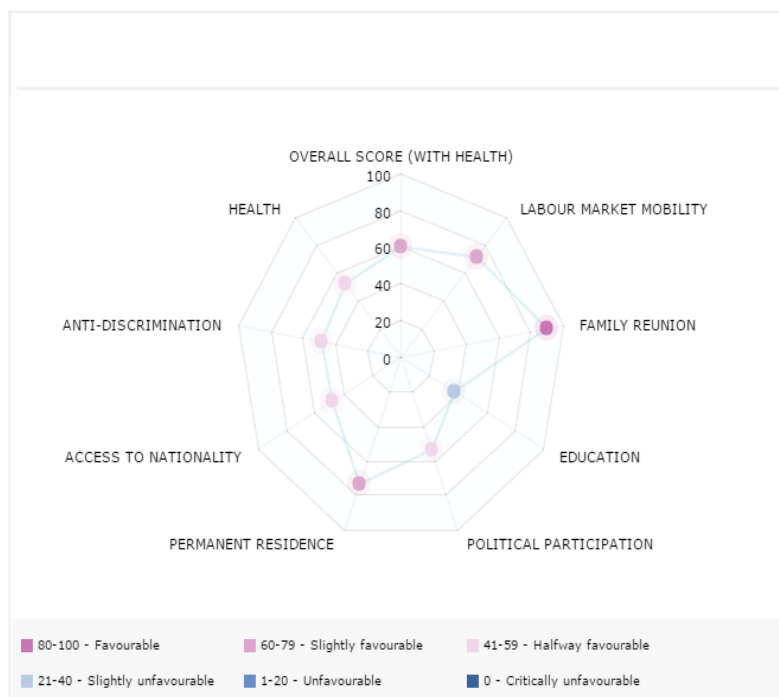 OVERALL SCORE (WITH HEALTH)
100
HEALTH
LABOUR MARKET MOBILITY
80
60
ANTI-DISCRIMINATION
FAMILY REUNION
40
20
0
ACCESS TO NATIONALITY
EDUCATION
PERMANENT RESIDENCE
POLITICAL PARTICIPATION
80-100 - Favourable
60-79 - Slightly favourable
41-59 - Halfway favourable
21-40 - Slightly unfavourable
1-20 - Unfavourable
0 - Critically unfavourable